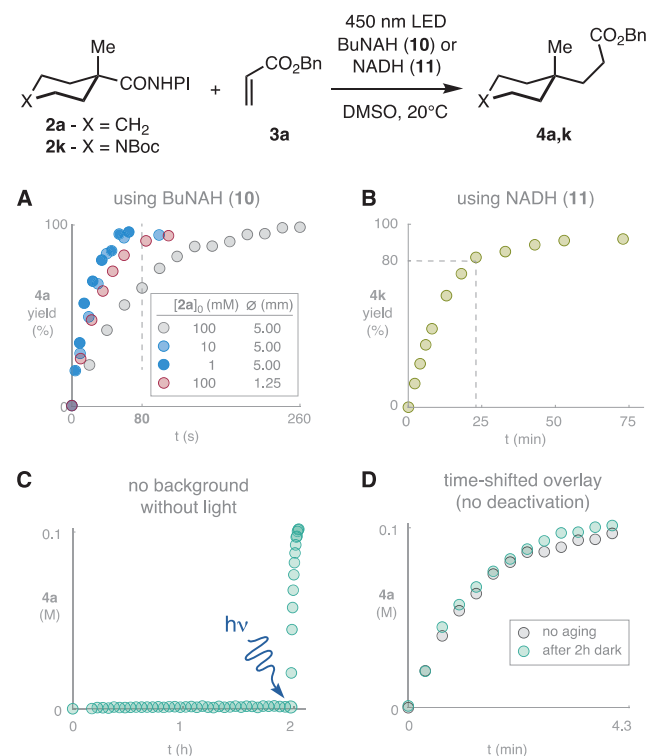 Me
CONHPI
X
2a - X = CH2
2k - X = NBoc
+
CO2Bn
3a
450 nm LED
BuNAH (10) or
NADH (11)
DMSO, 20°C
Me
CO2Bn
X
4a,k
A
using BuNAH (10)
100
4a
yield
(%)
0
0
80
260
t (s)
[2a]0 (mM) ∅ (mm)
100 5.00
10 5.00
1 5.00
100 1.25
B
using NADH (11)
100
80
4k
yield
(%)
0
0
25
50
75
t (min)
C
no background
without light
0.1
4a
(M)
0
hν
0
1
2
t (h)
D
time-shifted overlay
(no deactivation)
0.1
4a
(M)
0
no aging
after 2h dark
0
4.3
t (min)